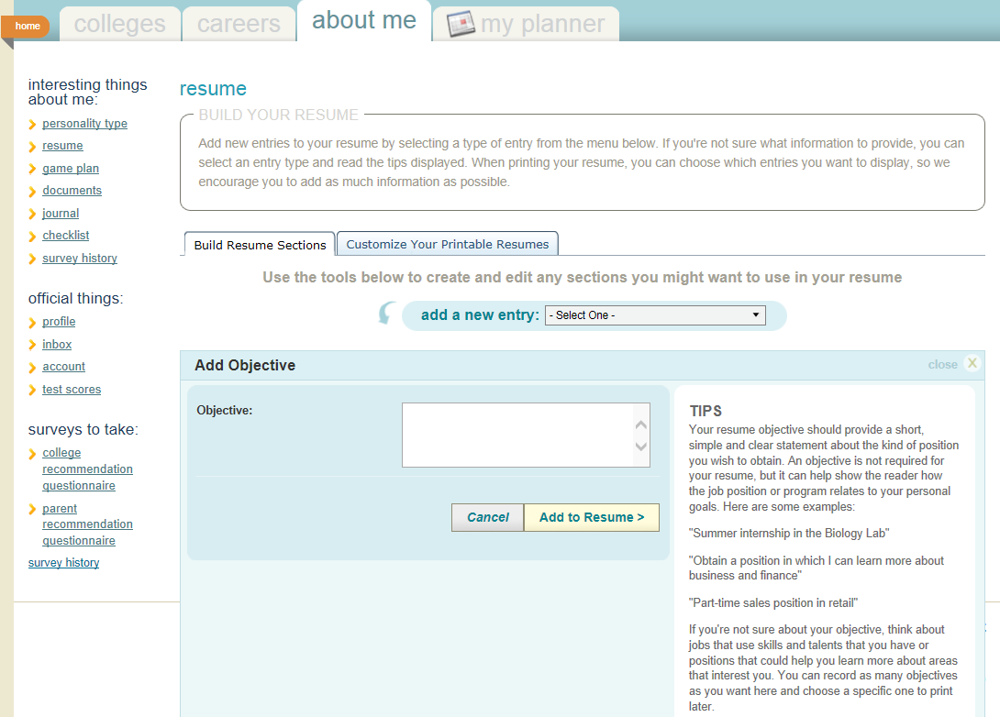 home
colleges
careers
about me
my planner
interesting things
about me:
personality type
resume
game plan
documents
journal
checklist
survey history
official things:
profile
inbox
account
test scores
surveys to take:
college
recommendation
questionnaire
parent
recommendation
questionnaire
survey history
resume
BUILD YOUR RESUME
Add new entries to your resume by selecting a type of entry from the menu below. If you're not sure what information to provide, you can
select an entry type and read the tips displayed. When printing your resume, you can choose which entries you want to display, so we
encourage you to add as much information as possible.
Build Resume Sections
Customize Your Printable Resumes
Use the tools below to create and edit any sections you might want to use in your resume
add a new entry: - Select One -
Add Objective
close X
Objective:
Cancel
Add to Resume >
TIPS
Your resume objective should provide a short,
simple and clear statement about the kind of position
you wish to obtain. An objective is not required for
your resume, but it can help show the reader how
the job position or program relates to your personal
goals. Here are some examples:
"Summer internship in the Biology Lab"
"Obtain a position in which I can learn more about
business and finance"
"Part-time sales position in retail"
If you're not sure about your objective, think about
jobs that use skills and talents that you have or
positions that could help you learn more about areas
that interest you. You can record as many objectives
as you want here and choose a specific one to print
later.